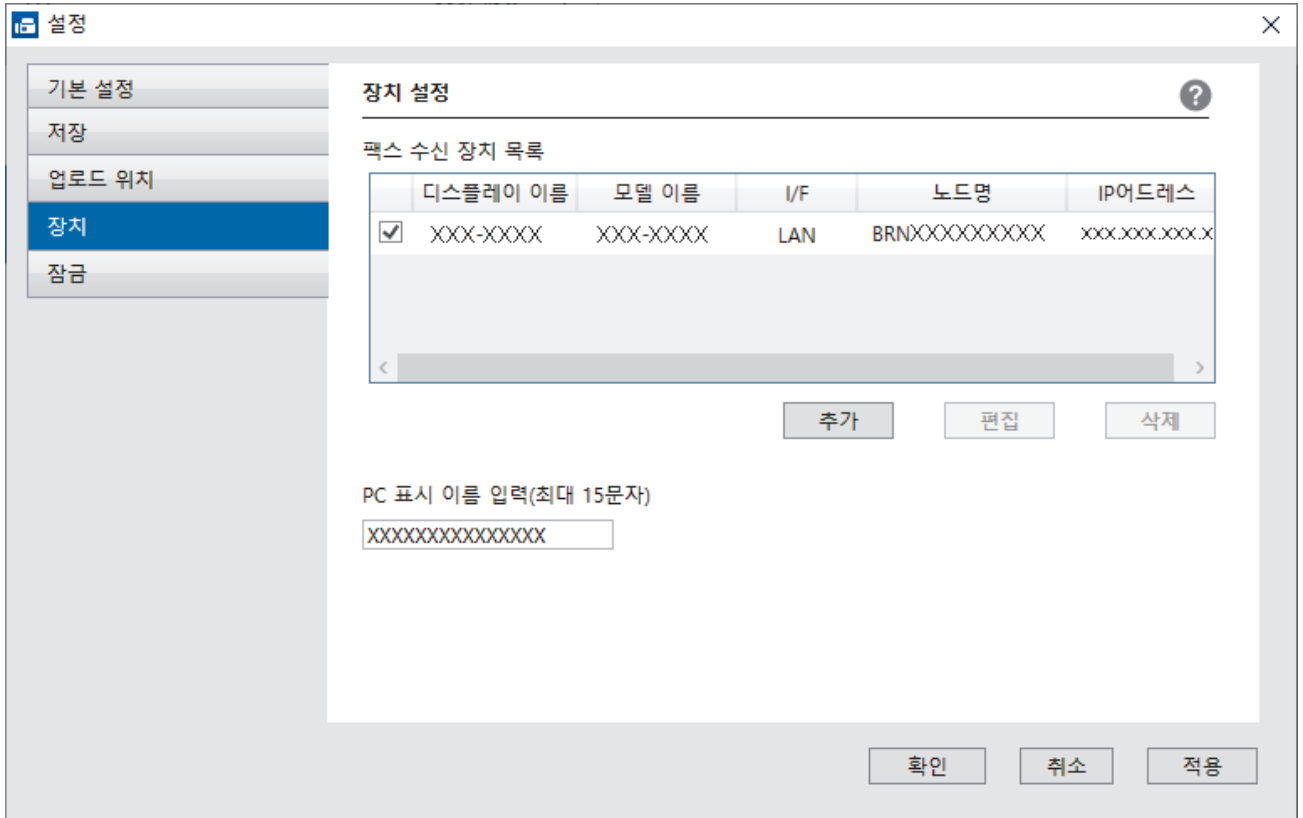 설정
기본 설정
저장
업로드 위치
장치
잠금
장치 설정
팩스 수신 장치 목록
디스플레이 이름 모델 이름 I/F 노드명 IP어드레스
XXX-XXXX XXX-XXXX LAN BRNXXXXXXXXX XXX.XXX.XXX.X
추가 편집 삭제
PC 표시 이름 입력(최대 15문자)
XXXXXXXXXXXXXXX
확인 취소 적용